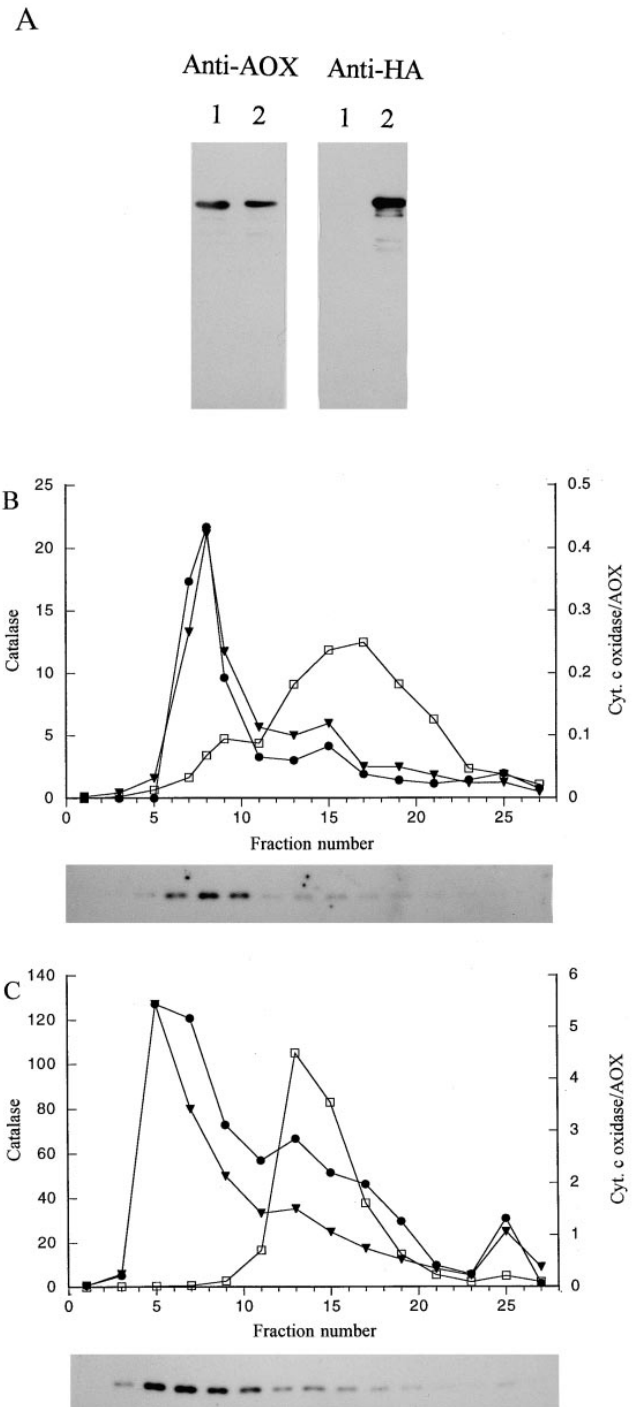 A
Anti-AOX Anti-HA
1 2 1 2
B
25 0.5
20 0.4
15 0.3
10 0.2
5 0.1
0 0
Catalase
Cyt. c oxidase/AOX
0 5 10 15 20 25
Fraction number
C
140 6
120 5
100 4
80 3
60 2
40 1
20 0
0
Catalase
Cyt. c oxidase/AOX
0 5 10 15 20 25
Fraction number